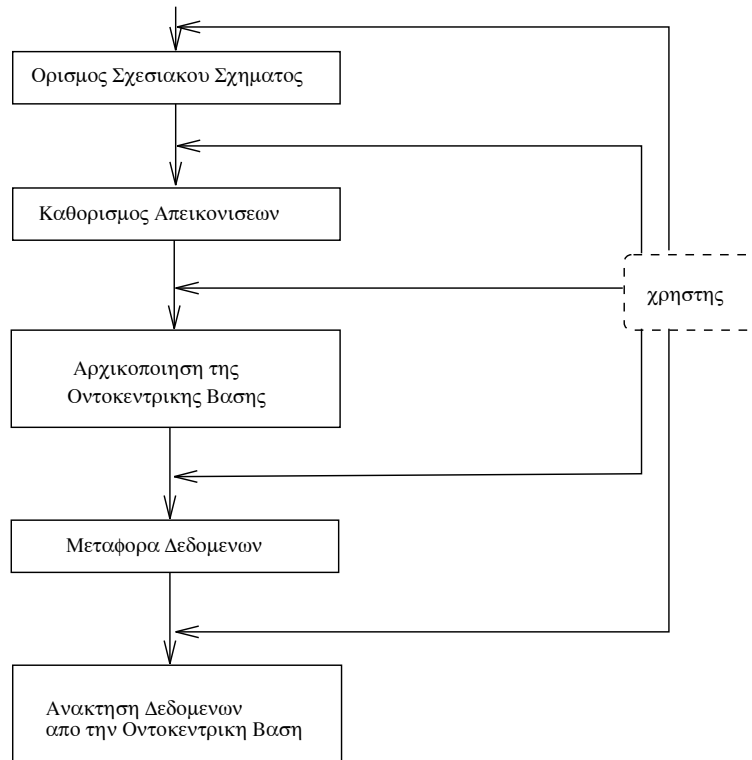 Ορισμος Σχεσιακου Σχηματος
Καθορισμος Απεικονισεων
χρηστης
Αρχικοποιηση της
Οντοκεντρικης Βασης
Μεταφορα Δεδομενων
Ανακτηση Δεδομενων
απο την Οντοκεντρικη Βαση